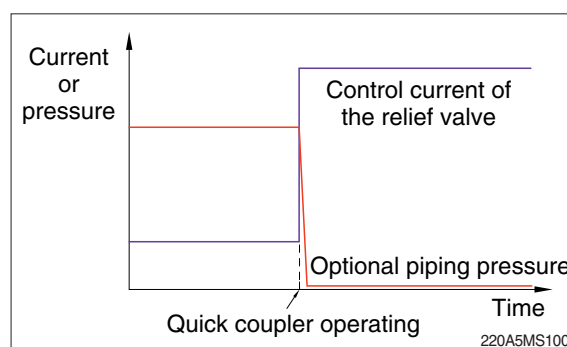 Current
or
pressure
Control current of
the relief valve
Optional piping pressure
Time
Quick coupler operating
220A5MS100